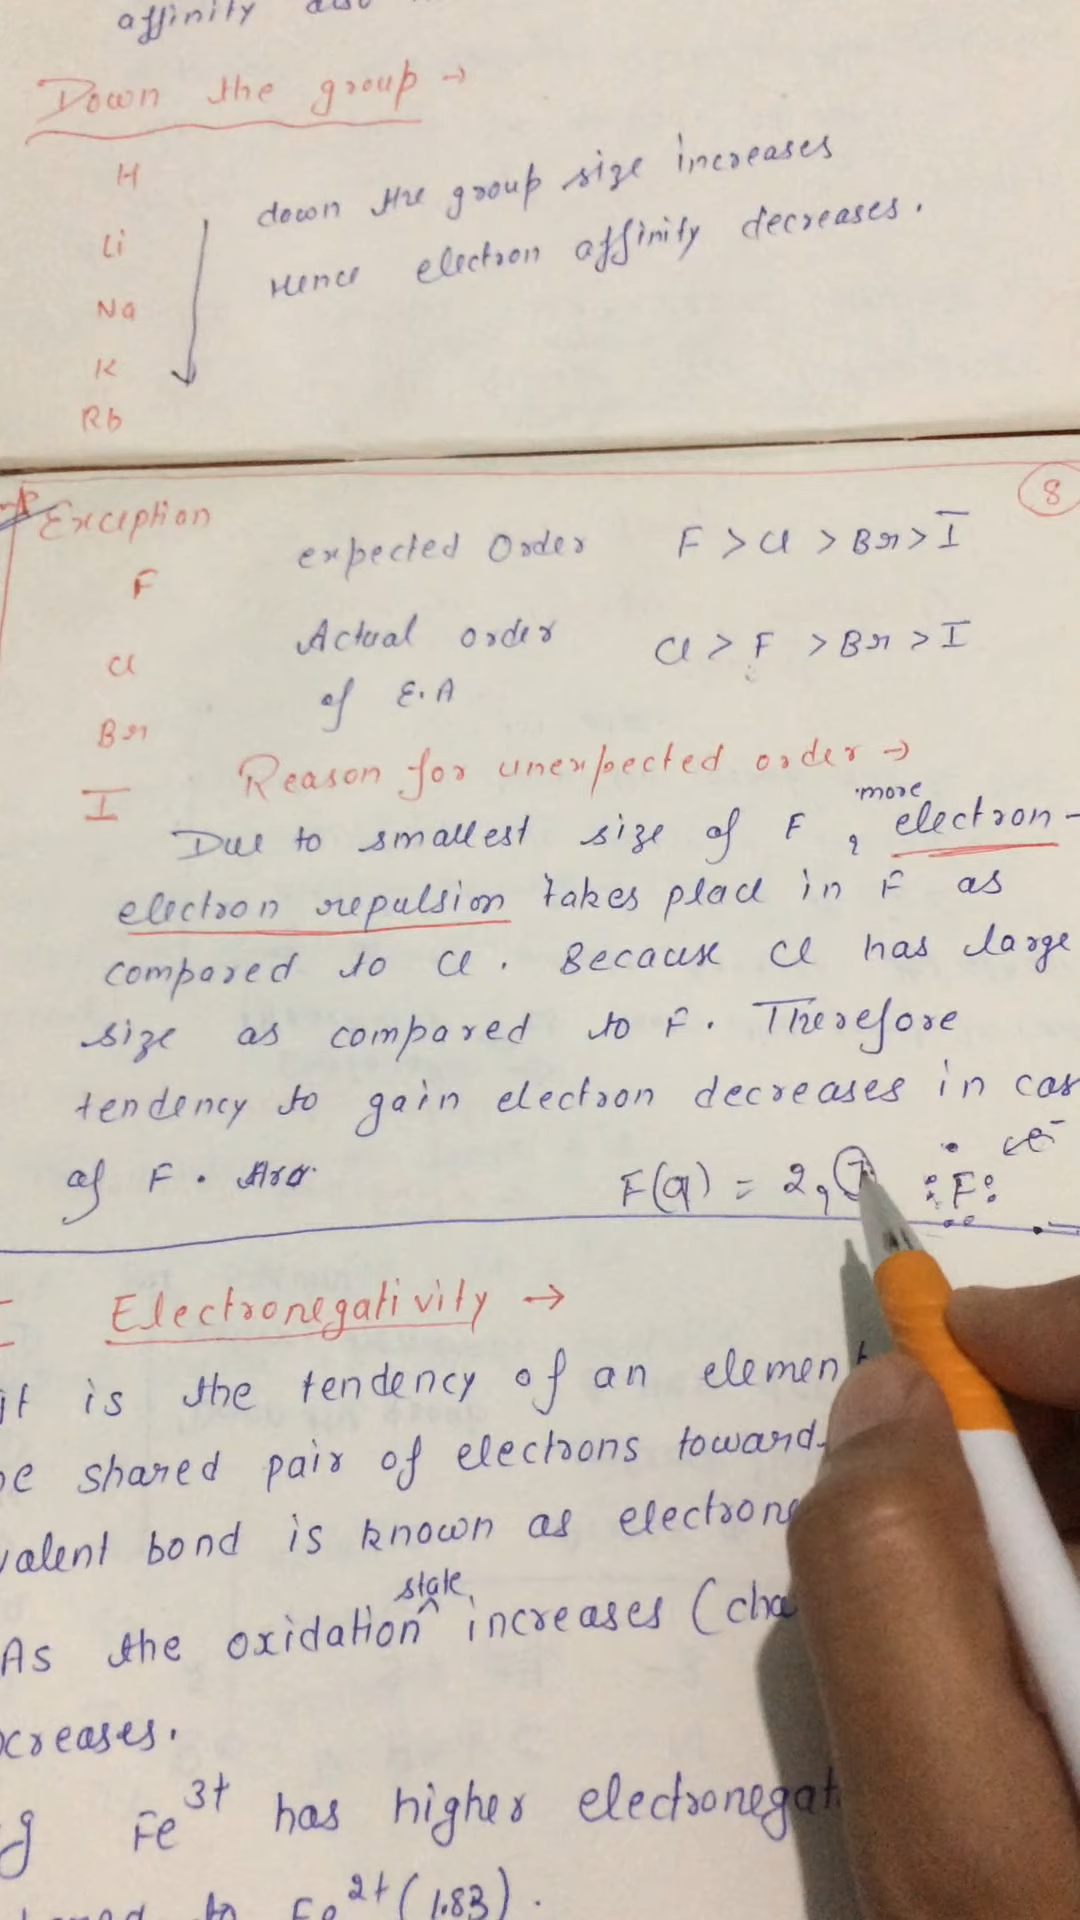 affinity
Down the group →
H
Li
Na
K
Rb
down the group size increases
Hence electron affinity decreases.
8
Exception
F
Cl
Br
I
expected Order F > Cl > Br > I
Actual order Cl > F > Br > I
of E.A
Reason for unexpected order →
more
Due to smallest size of F, electron-
electron repulsion takes place in F as
compared to Cl. Because Cl has large
size as compared to F. Therefore
tendency to gain electron decreases in cas
of F.
F(9) = 2,7 :F: e⁻
Electronegativity →
it is the tendency of an elemen
shared pair of electrons toward
valent bond is known as electrone
state
As the oxidation ^ increases (cha
creases.
Fe³⁺ has higher electronegat
to Fe²⁺ (1.83).